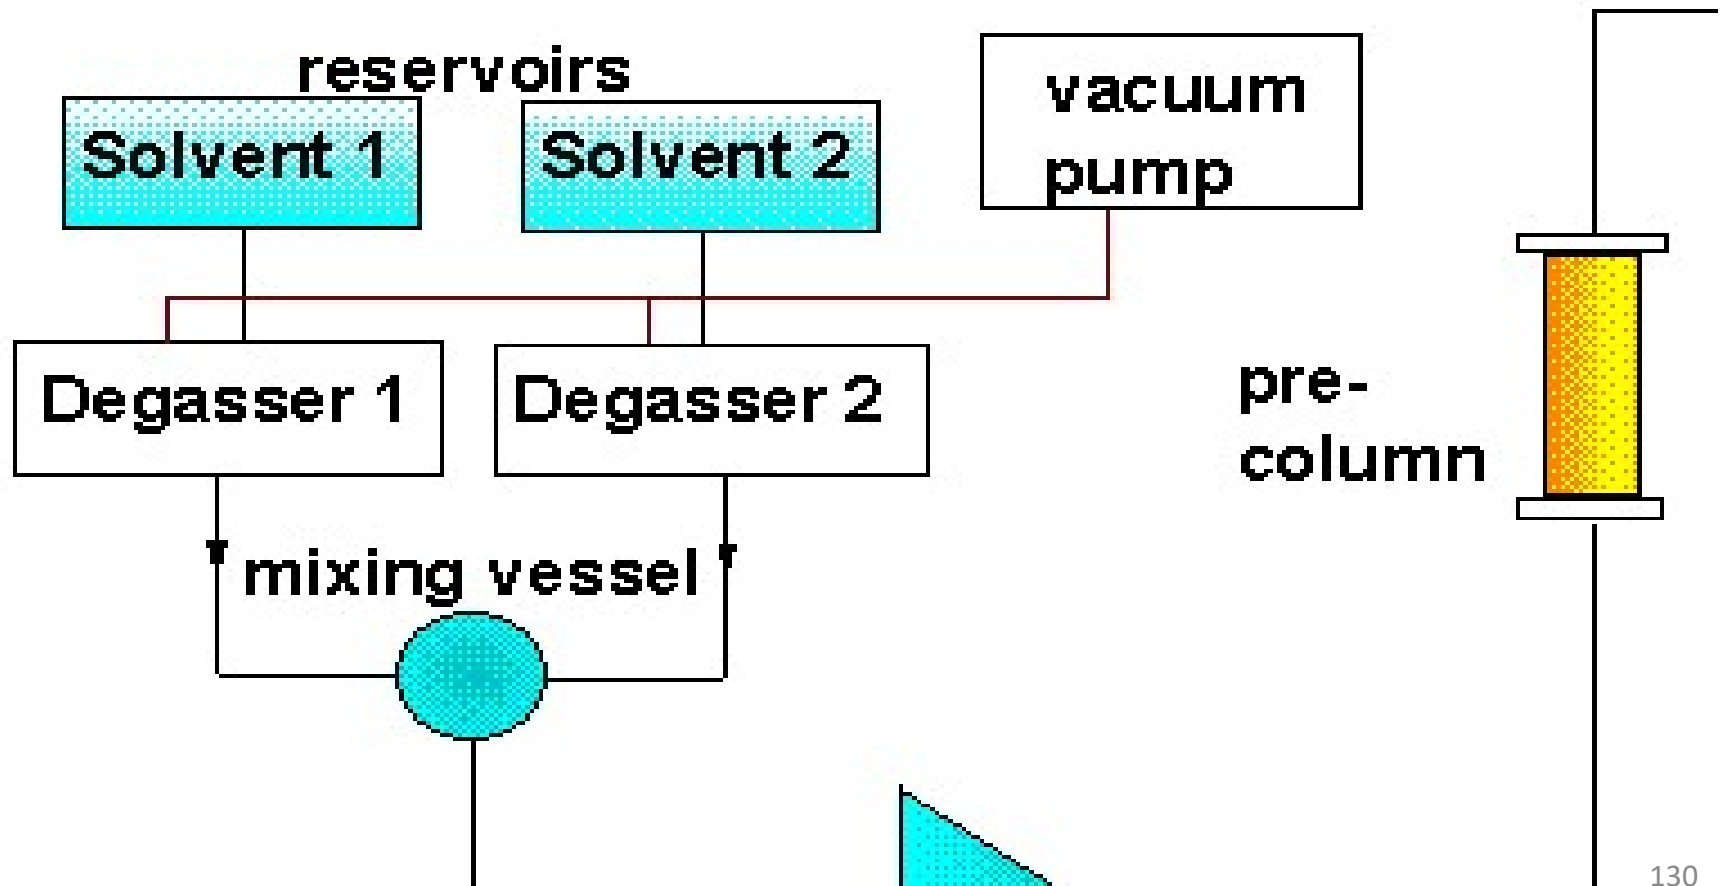 reservoirs
Solvent 1
Solvent 2
vacuum
pump
Degasser 1
Degasser 2
pre-
column
mixing vessel
130